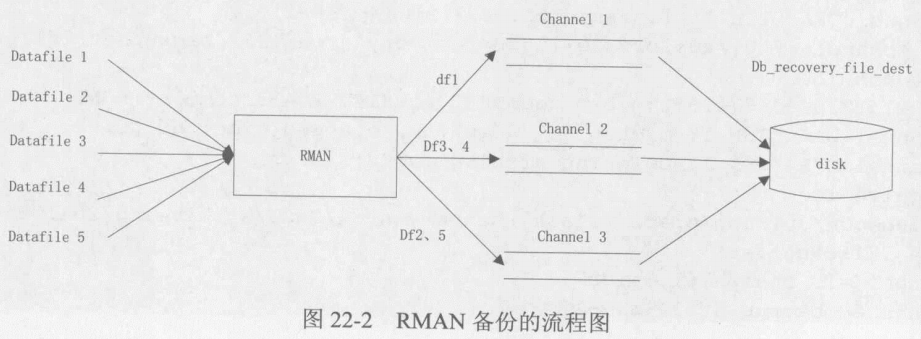 Channel 1
Datafile 1
Db_recovery_file_dest
df1
Datafile 2
Channel 2
Datafile 3
RMAN
Df3、4
disk
Datafile 4
Datafile 5
Df2、5
Channel 3
图 22-2 RMAN 备份的流程图